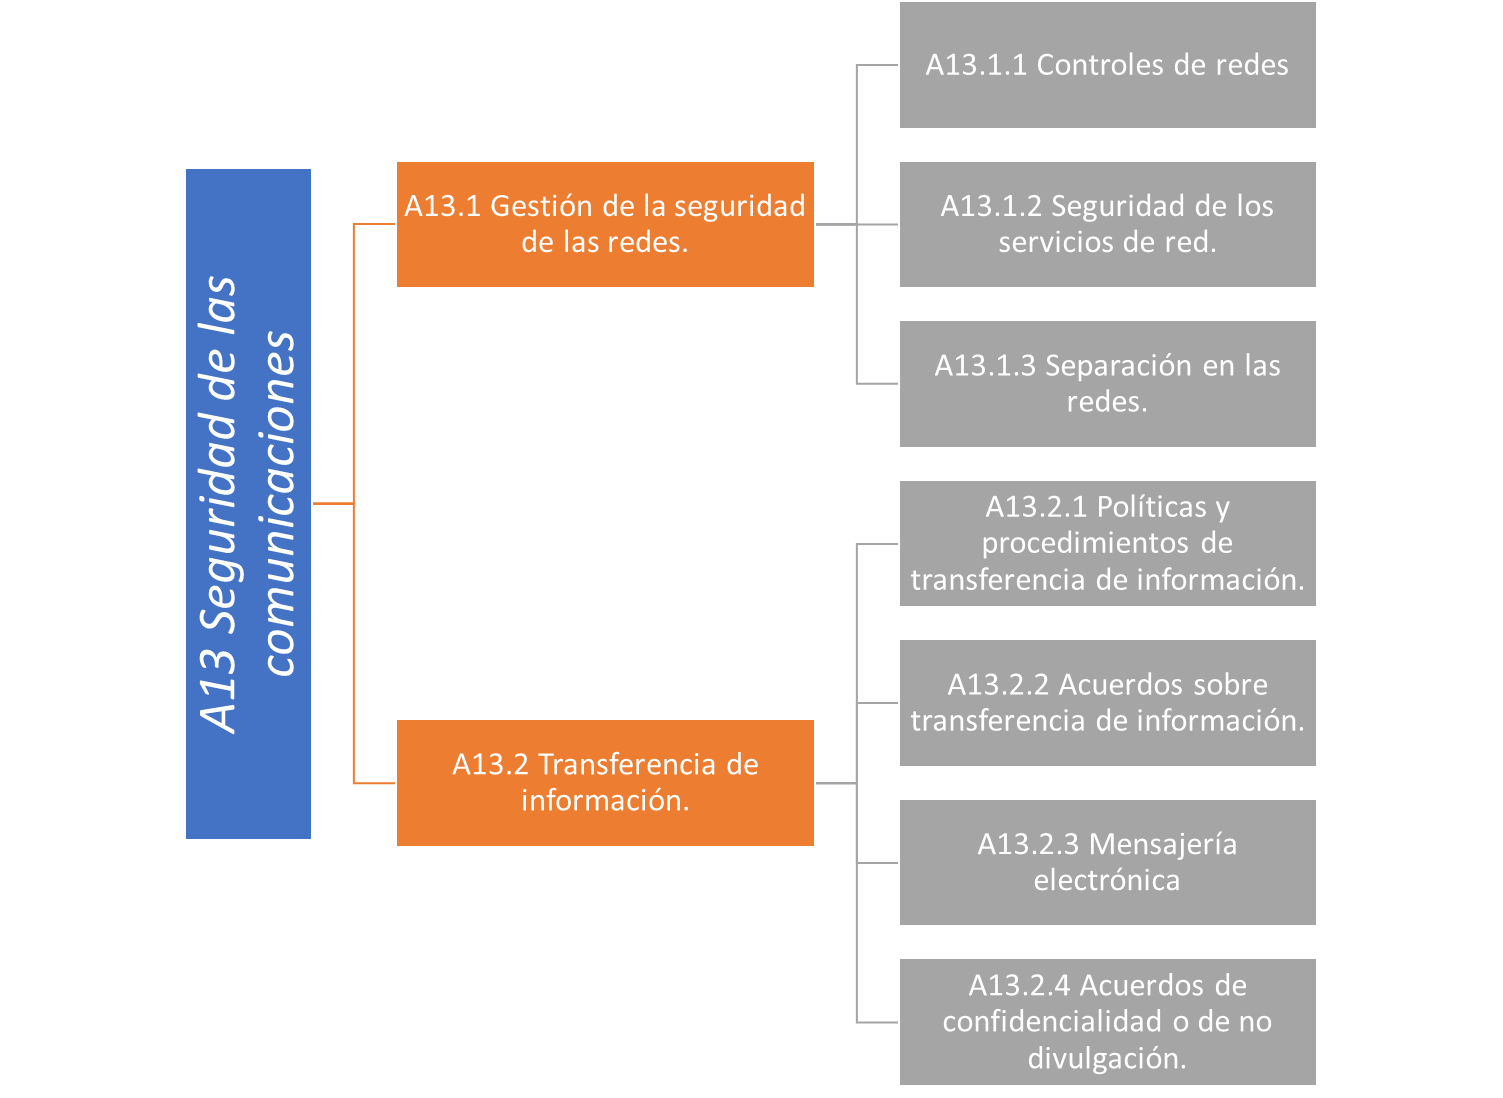 A13 Seguridad de las
comunicaciones
A13.1 Gestión de la seguridad
de las redes.
A13.1.1 Controles de redes
A13.1.2 Seguridad de los
servicios de red.
A13.1.3 Separación en las
redes.
A13.2 Transferencia de
información.
A13.2.1 Políticas y
procedimientos de
transferencia de información.
A13.2.2 Acuerdos sobre
transferencia de información.
A13.2.3 Mensajería
electrónica
A13.2.4 Acuerdos de
confidencialidad o de no
divulgación.